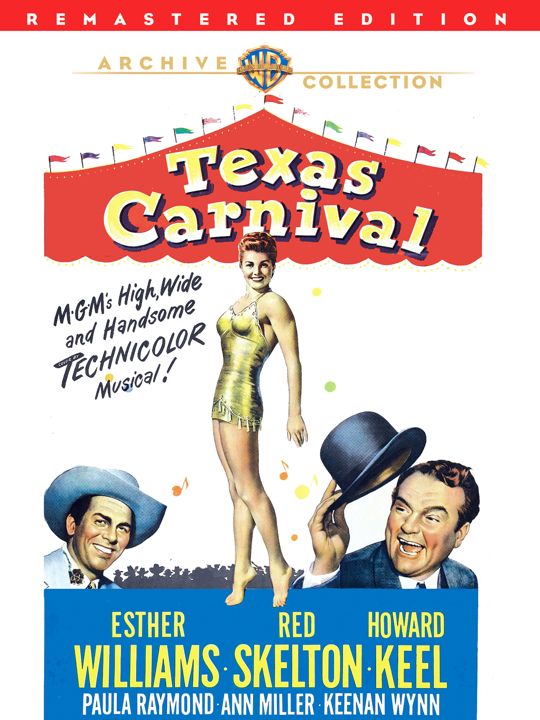 REMASTERED EDITION
ARCHIVE WB COLLECTION
Texas
Carnival
M-G-M's High, Wide
and Handsome
TECHNICOLOR
Musical!
ESTHER RED HOWARD
WILLIAMS · SKELTON · KEEL
PAULA RAYMOND · ANN MILLER · KEENAN WYNN